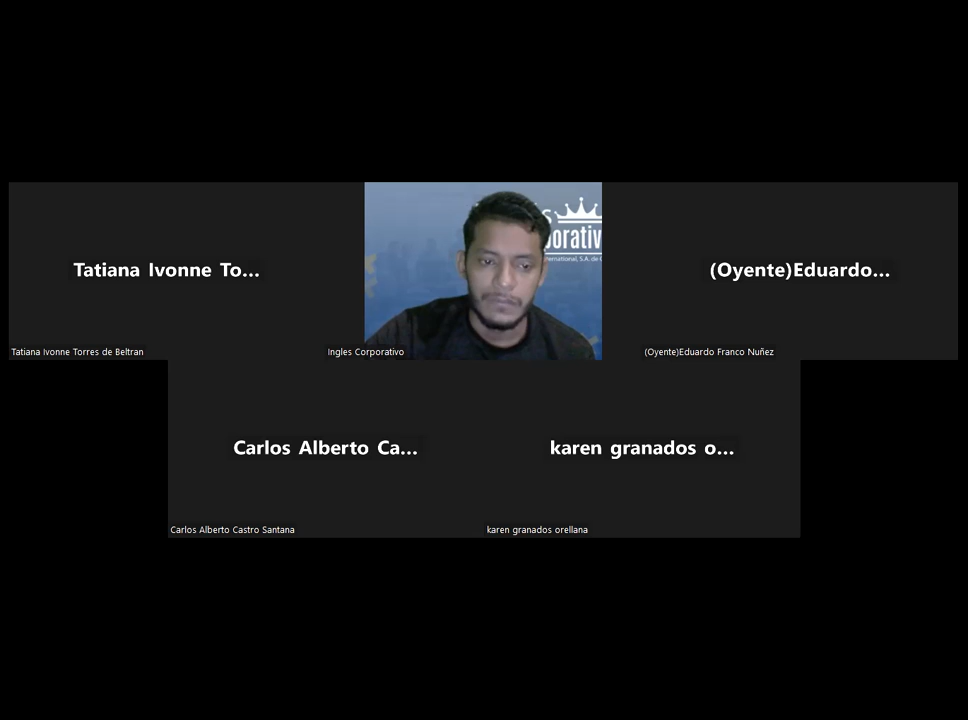 Tatiana Ivonne To...
(Oyente)Eduardo...
Tatiana Ivonne Torres de Beltran
Ingles Corporativo
(Oyente)Eduardo Franco Nuñez
Carlos Alberto Ca...
karen granados o...
Carlos Alberto Castro Santana
karen granados orellana